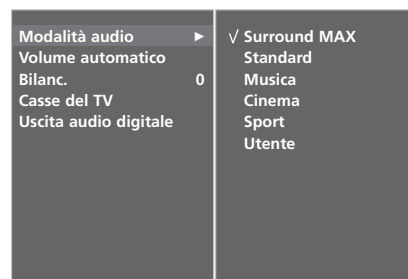 Modalità audio ►
Volume automatico
Bilanc. 0
Casse del TV
Uscita audio digitale
√ Surround MAX
Standard
Musica
Cinema
Sport
Utente